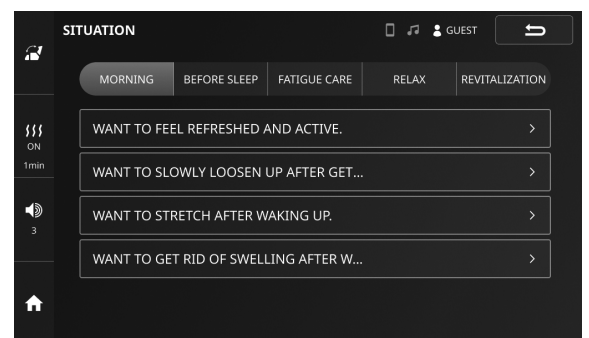 SITUATION
GUEST
MORNING
BEFORE SLEEP
FATIGUE CARE
RELAX
REVITALIZATION
WANT TO FEEL REFRESHED AND ACTIVE.
ON
1min
WANT TO SLOWLY LOOSEN UP AFTER GET...
WANT TO STRETCH AFTER WAKING UP.
3
WANT TO GET RID OF SWELLING AFTER W...